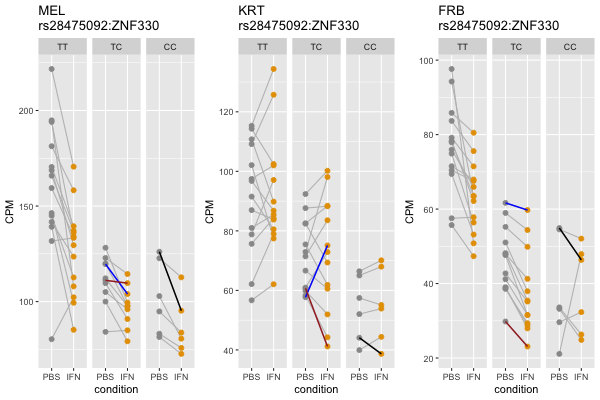 MEL
rs28475092:ZNF330
TT TC CC
CPM
200
150
100
PBS IFN PBS IFN PBS IFN
condition
KRT
rs28475092:ZNF330
TT TC CC
CPM
120
100
80
60
40
PBS IFN PBS IFN PBS IFN
condition
FRB
rs28475092:ZNF330
TT TC CC
CPM
100
80
60
40
20
PBS IFN PBS IFN PBS IFN
condition